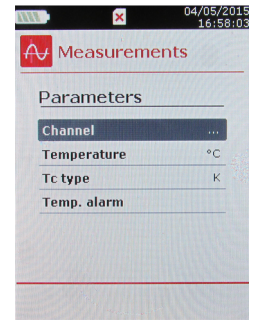 04/05/2015
16:58:03
Measurements
Parameters
Channel ...
Temperature °C
Tc type K
Temp. alarm